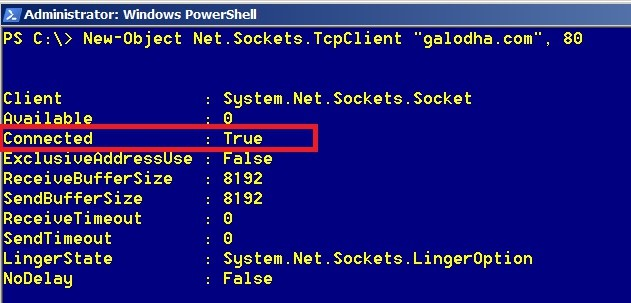 Administrator: Windows PowerShell
PS C:\> New-Object Net.Sockets.TcpClient "galodha.com", 80
Client : System.Net.Sockets.Socket
Available : 0
Connected : True
ExclusiveAddressUse : False
ReceiveBufferSize : 8192
SendBufferSize : 8192
ReceiveTimeout : 0
SendTimeout : 0
LingerState : System.Net.Sockets.LingerOption
NoDelay : False